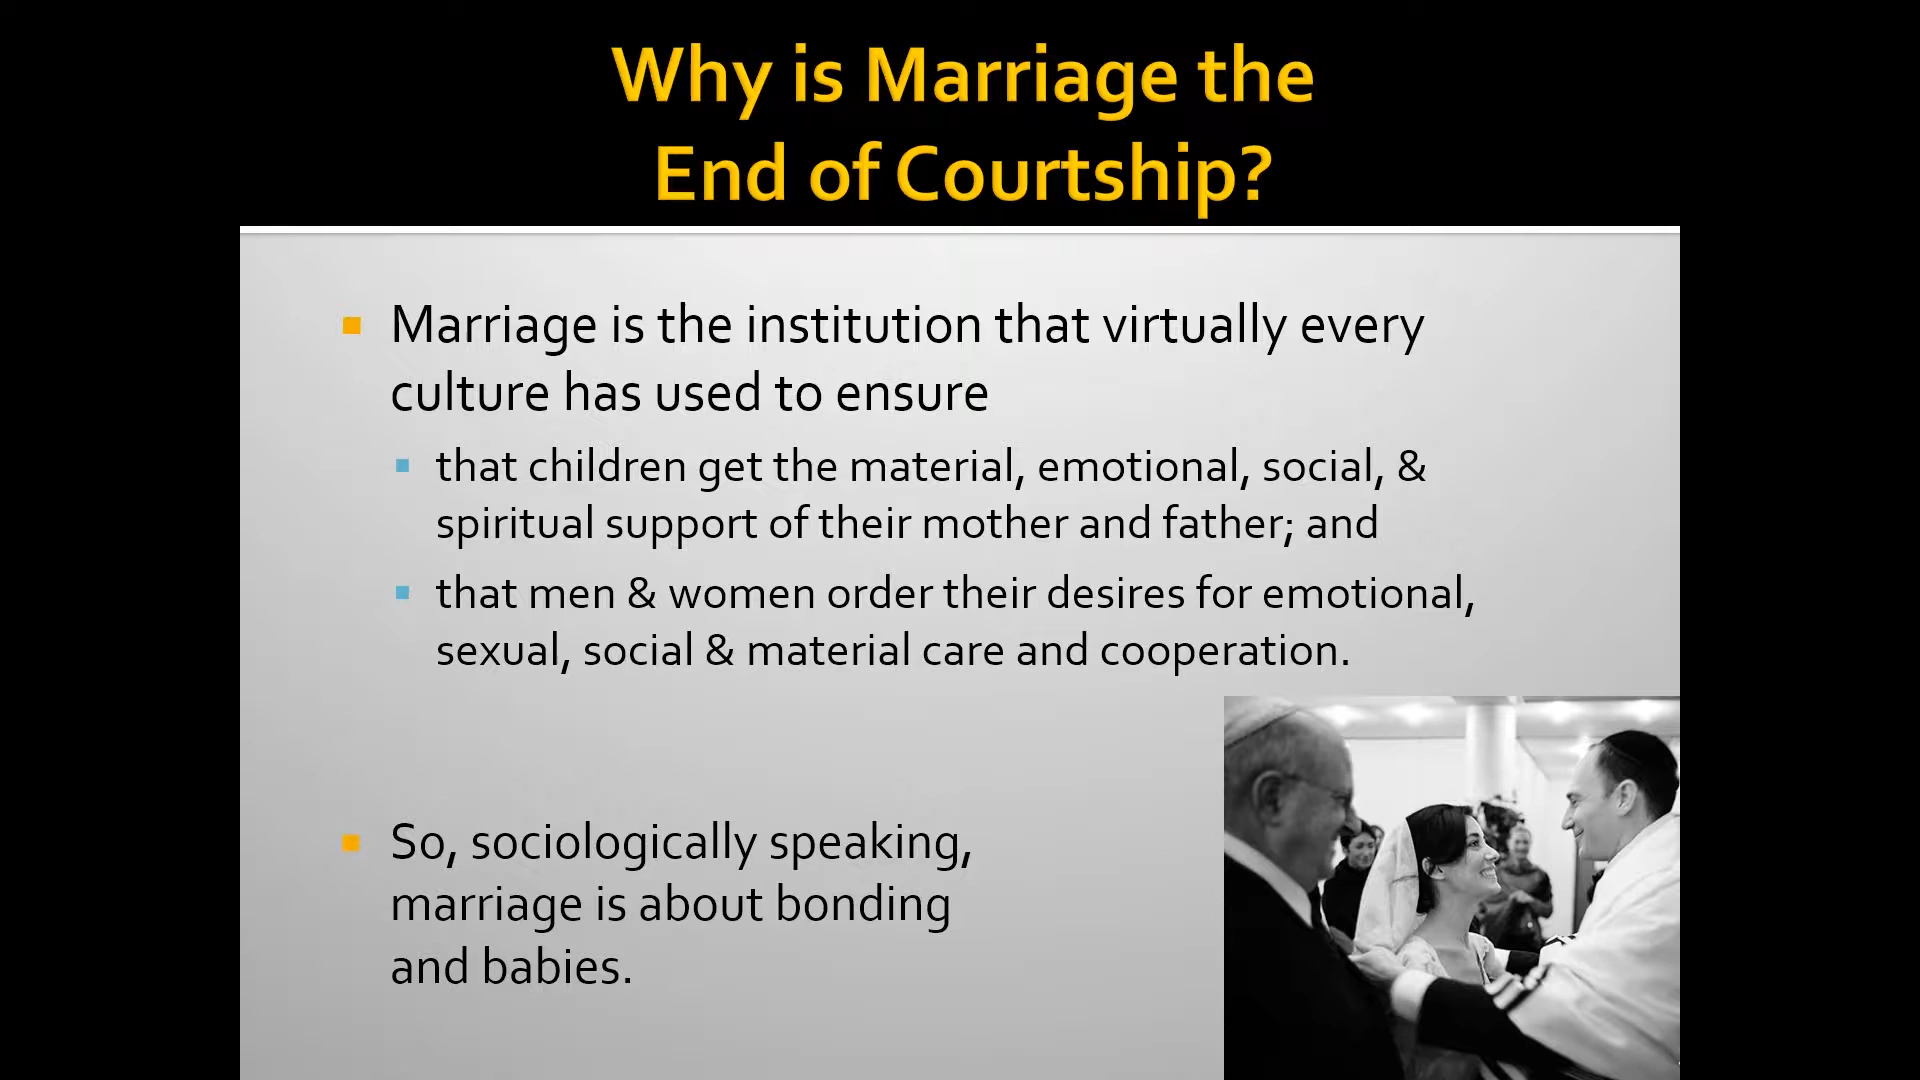 Why is Marriage the
End of Courtship?
Marriage is the institution that virtually every
culture has used to ensure
that children get the material, emotional, social, &
spiritual support of their mother and father; and
that men & women order their desires for emotional,
sexual, social & material care and cooperation.
So, sociologically speaking,
marriage is about bonding
and babies.